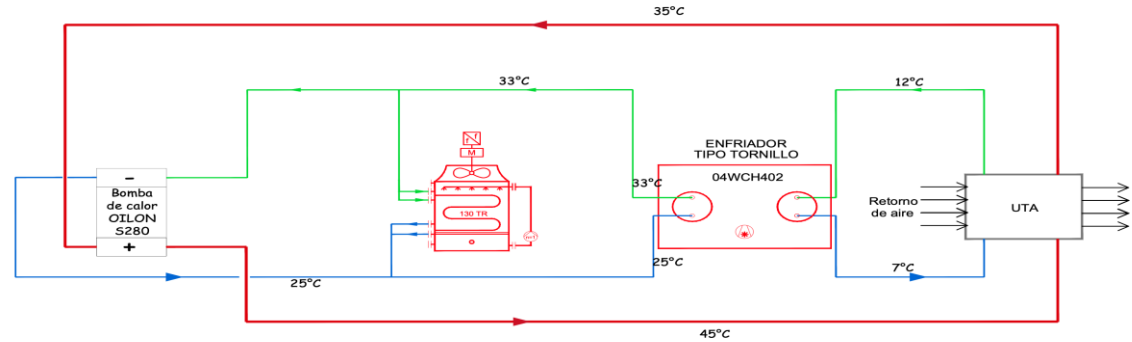 35°C
33°C
12°C
ENFRIADOR
TIPO TORNILLO
04WCH402
33°C
M
130 TR
Bomba
de calor
OILON
S280
–
+
Retorno
de aire
UTA
25°C
25°C
7°C
45°C